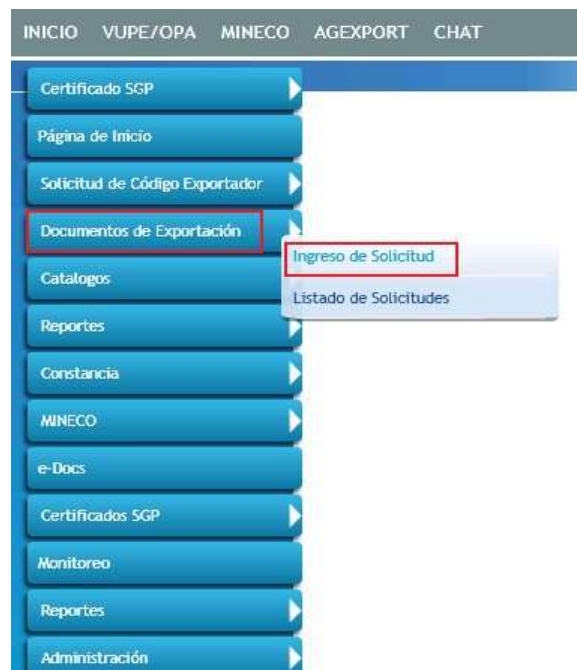 INICIO VUPE/OPA MINECO AGEXPORT CHAT
Certificado SGP
Página de Inicio
Solicitud de Código Exportador
Documentos de Exportación
Ingreso de Solicitud
Catalogos
Listado de Solicitudes
Reportes
Constancia
MINECO
e-Docs
Certificados SGP
Monitoreo
Reportes
Administración